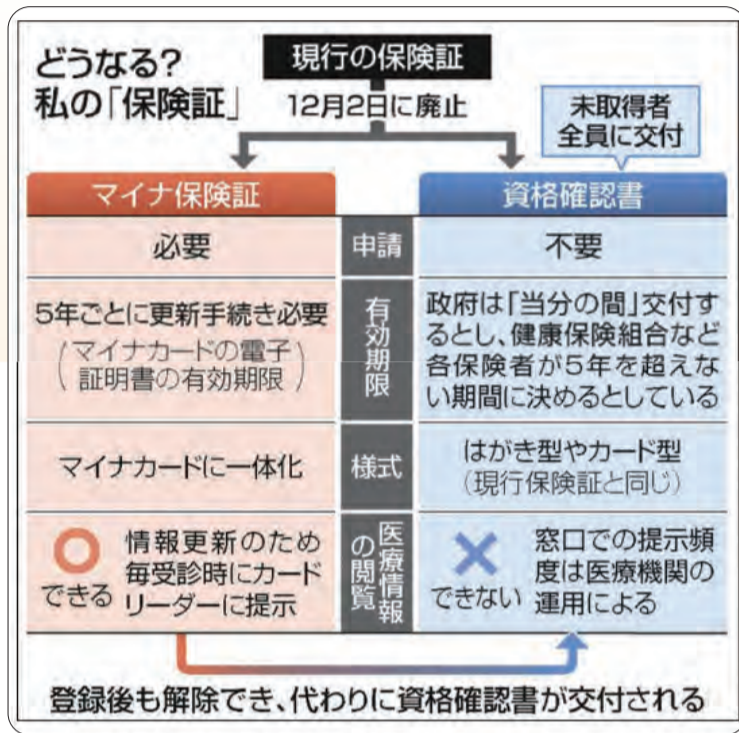 どうなる?
私の「保険証」
現行の保険証
12月2日に廃止
未取得者
全員に交付
マイナ保険証
資格確認書
必要
申請
不要
5年ごとに更新手続き必要
(マイナカードの電子
証明書の有効期限)
有効期限
政府は「当分の間」交付す
るとし、健康保険組合など
各保険者が5年を超えな
い期間に決めるとしている
マイナカードに一体化
様式
はがき型やカード型
(現行保険証と同じ)
できる
情報更新のため
毎受診時にカード
リーダーに提示
医療情報
の閲覧
できない
窓口での提示頻
度は医療機関の
運用による
登録後も解除でき、代わりに資格確認書が交付される